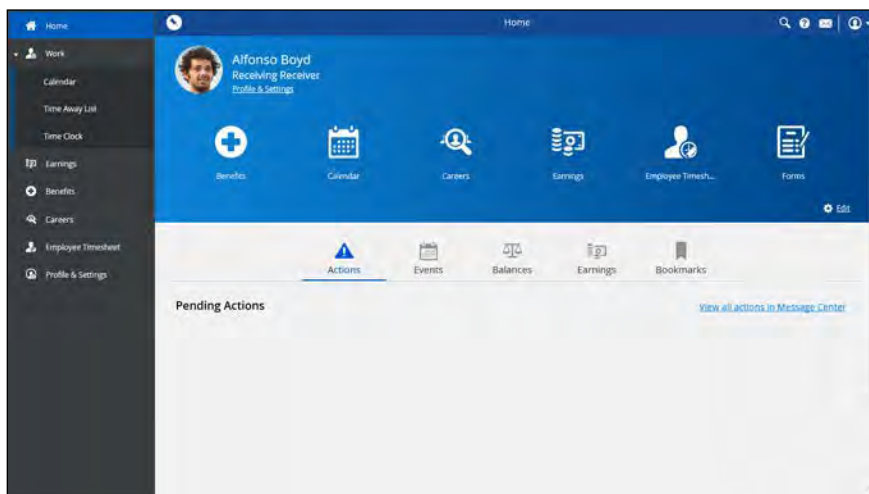 Home
Work
Calendar
Time Away List
Time Clock
Earnings
Benefits
Careers
Employee Timesheet
Profile & Settings
Home
Alfonso Boyd
Receiving Receiver
Profile & Settings
Benefits
Calendar
Careers
Earnings
Employee Timesh...
Forms
Edit
Actions
Events
Balances
Earnings
Bookmarks
Pending Actions
View all actions in Message Center